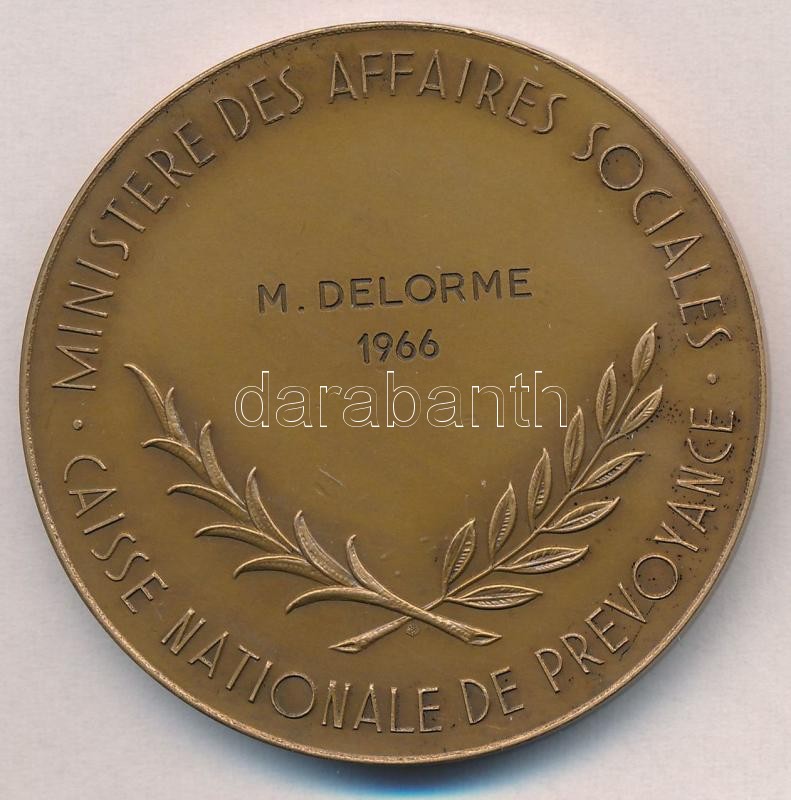 MINISTERE DES AFFAIRES SOCIALES
M. DELORME
1966
darabanth
CAISSE NATIONALE DE PREVOYANCE